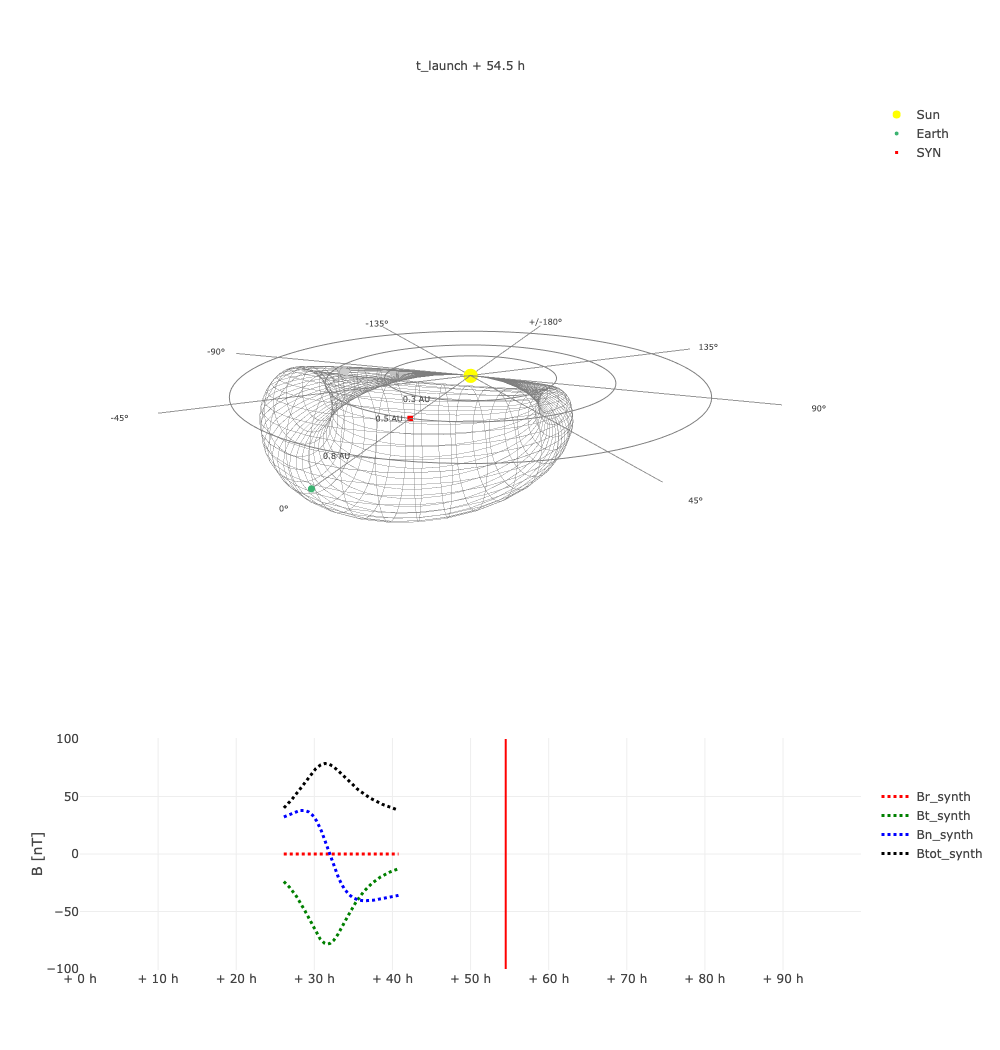 t_launch + 54.5 h
Sun
Earth
SYN
-135°
+/-180°
-90°
135°
0.3 AU
-45°
0.5 AU
90°
0.8 AU
45°
0°
100
50
0
−50
−100
B [nT]
+ 0 h
+ 10 h
+ 20 h
+ 30 h
+ 40 h
+ 50 h
+ 60 h
+ 70 h
+ 80 h
+ 90 h
Br_synth
Bt_synth
Bn_synth
Btot_synth